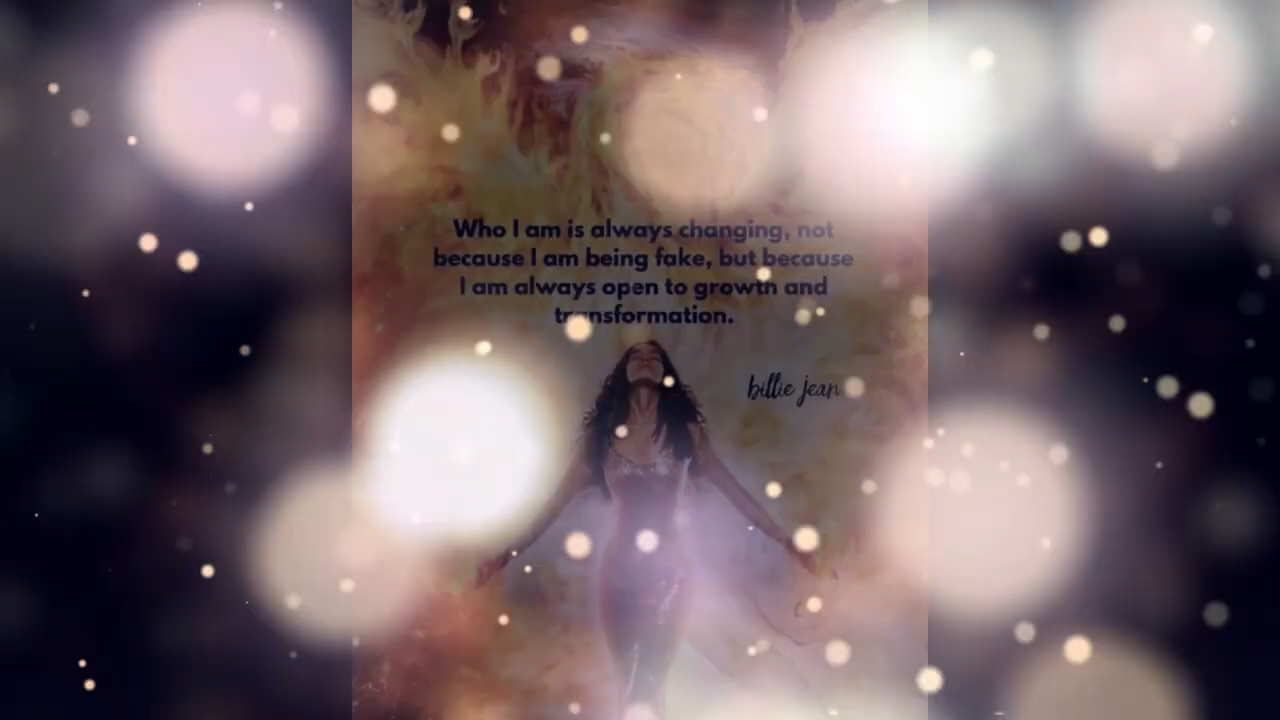 Who I am is always changing, not
because I am being fake, but because
I am always open to growth and
transformation.
billie jean